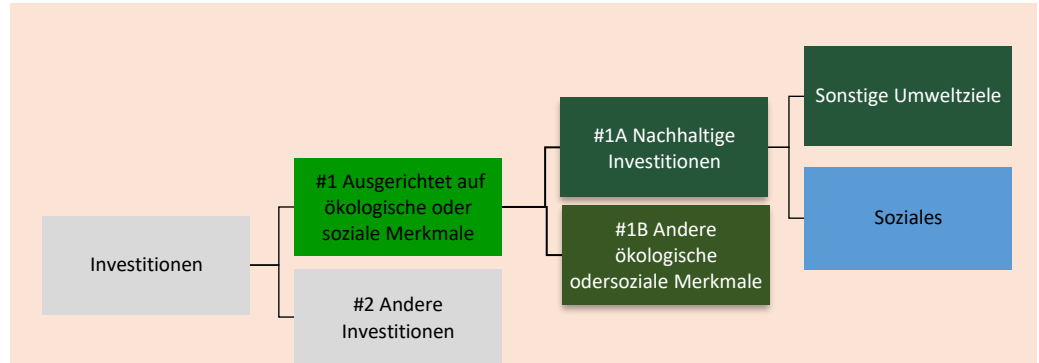 Investitionen
#1 Ausgerichtet auf
ökologische oder
soziale Merkmale
#2 Andere
Investitionen
#1A Nachhaltige
Investitionen
#1B Andere
ökologische
odersoziale Merkmale
Sonstige Umweltziele
Soziales